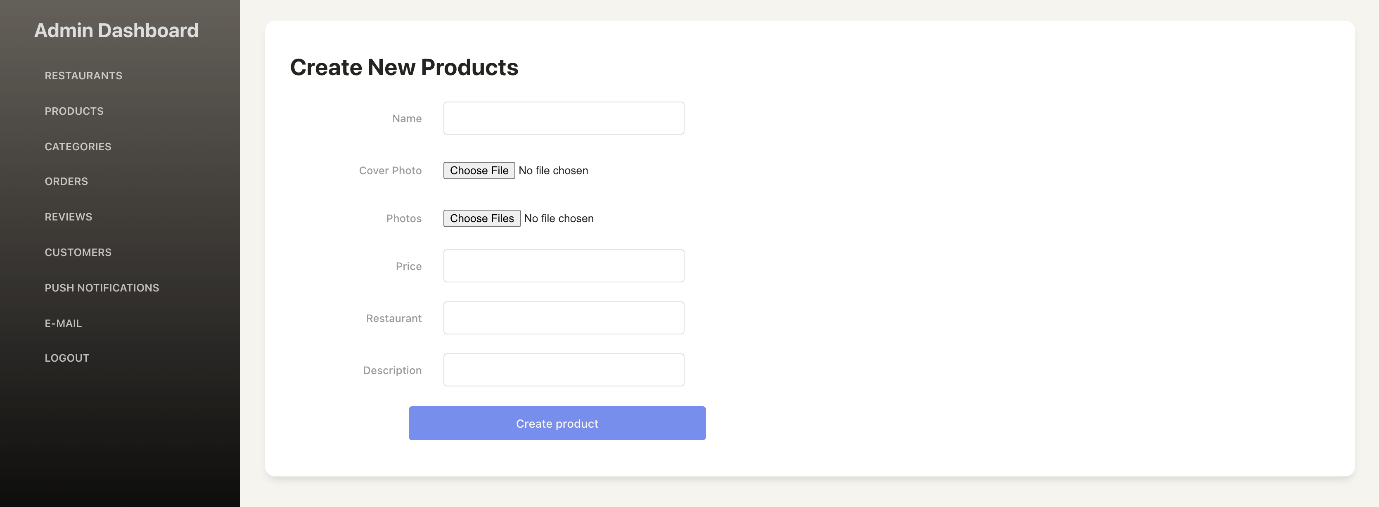 Admin Dashboard
RESTAURANTS
PRODUCTS
CATEGORIES
ORDERS
REVIEWS
CUSTOMERS
PUSH NOTIFICATIONS
E-MAIL
LOGOUT
Create New Products
Name
Cover Photo Choose File No file chosen
Photos Choose Files No file chosen
Price
Restaurant
Description
Create product